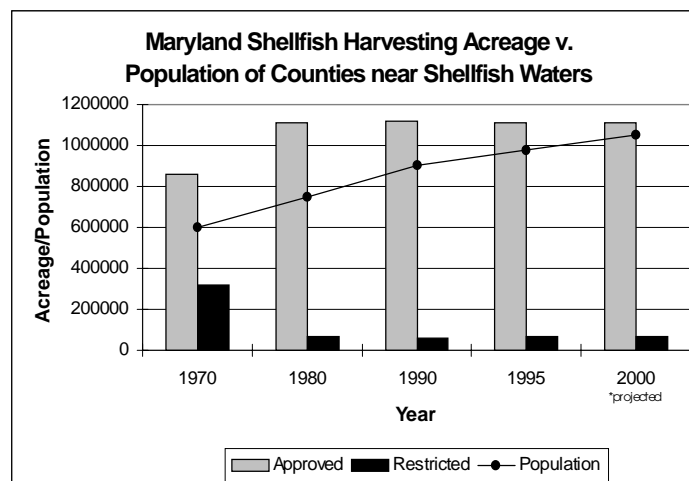 Maryland Shellfish Harvesting Acreage v.
Population of Counties near Shellfish Waters
Acreage/Population
1200000
1000000
800000
600000
400000
200000
0
1970 1980 1990 1995 2000
*projected
Year
Approved Restricted Population